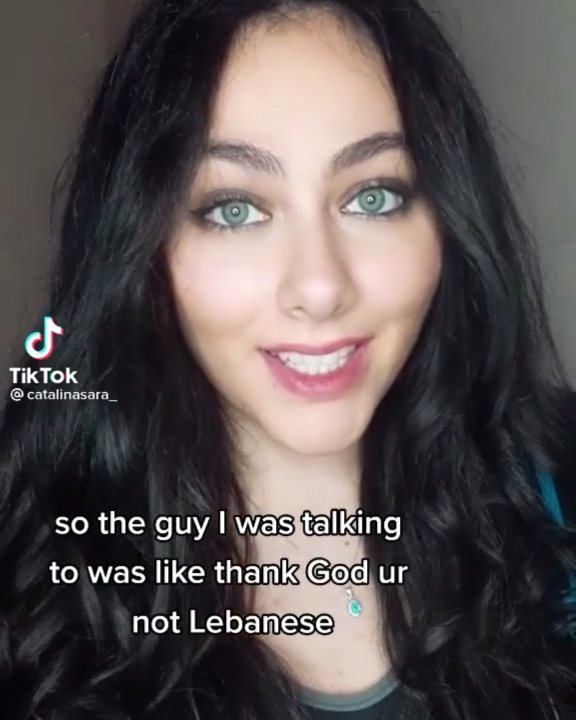 TikTok
@catalinasara_
so the guy I was talking
to was like thank God ur
not Lebanese